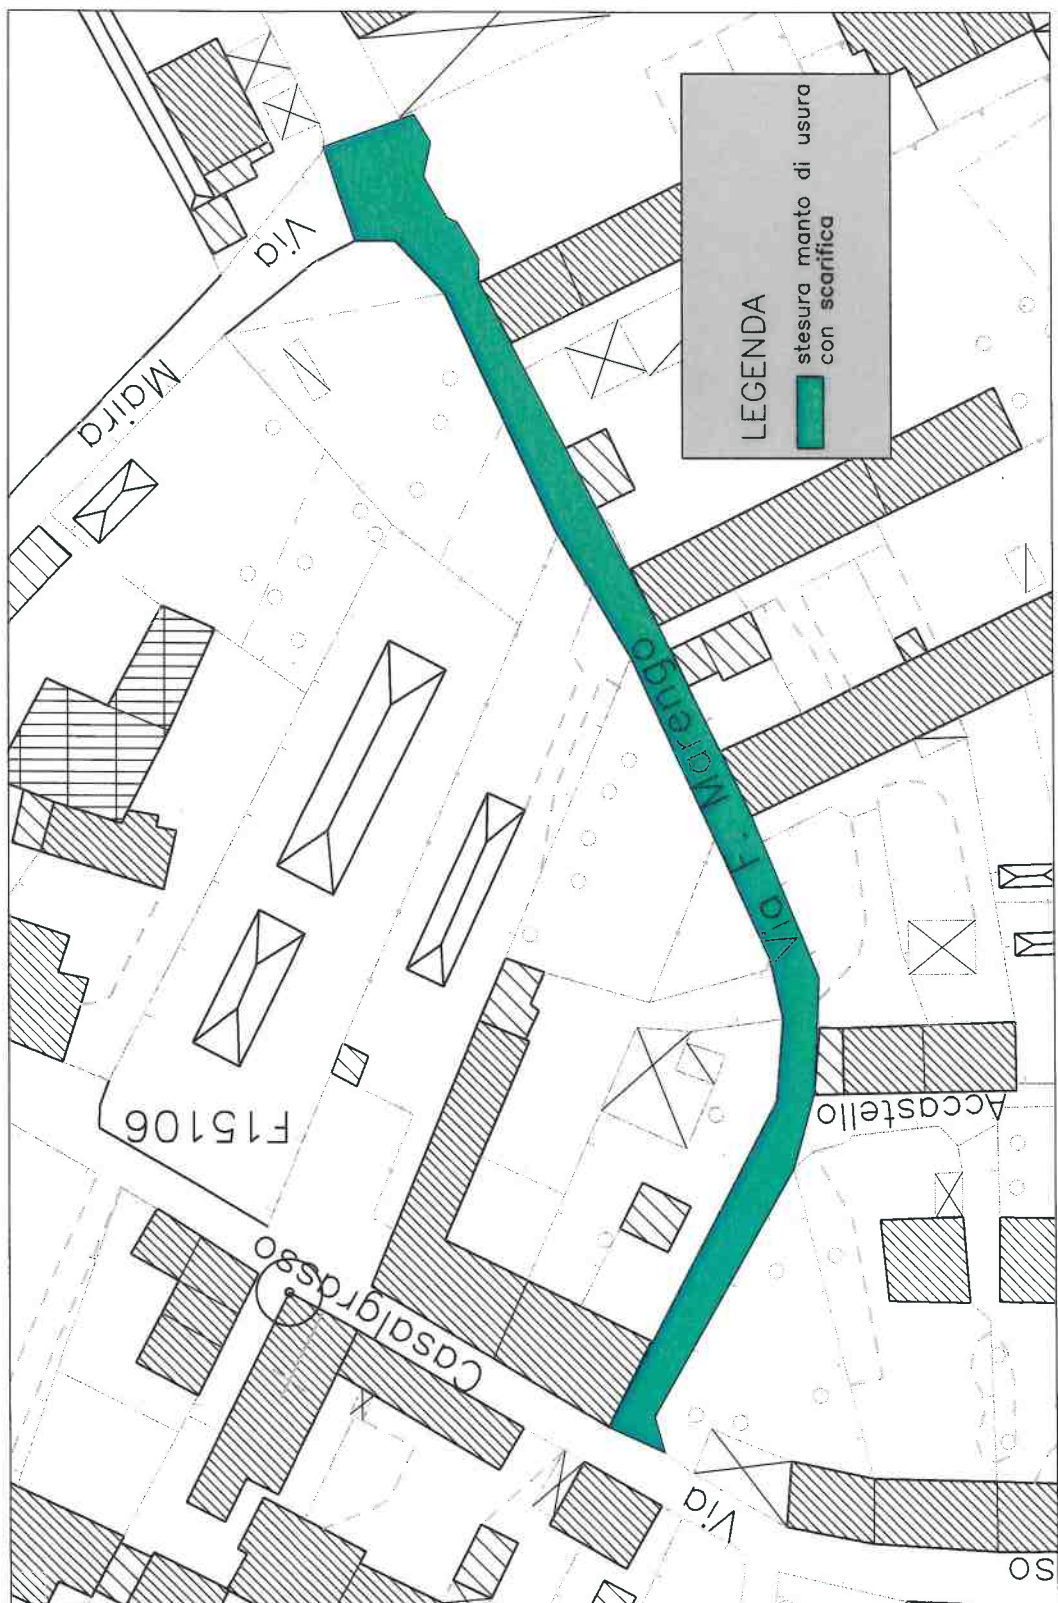 Via
Maira
LEGENDA
stesura manto di usura
con scarifica
Via F. Marengo
F15106
Accastello
Casalgrasso
Via
so